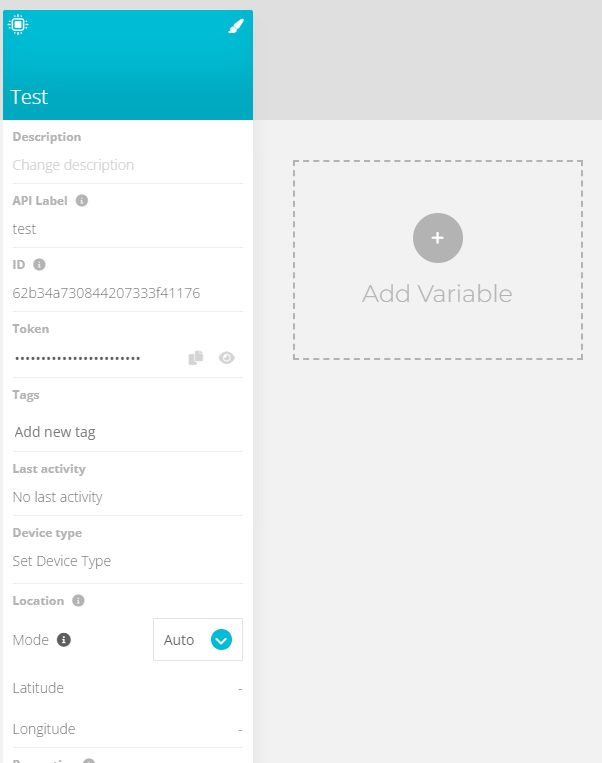 Test
Description
Change description
API Label
test
ID
62b34a730844207333f41176
Token
••••••••••••••••••••••••
Tags
Add new tag
Last activity
No last activity
Device type
Set Device Type
Location
Mode
Auto
Latitude
-
Longitude
-
+
Add Variable